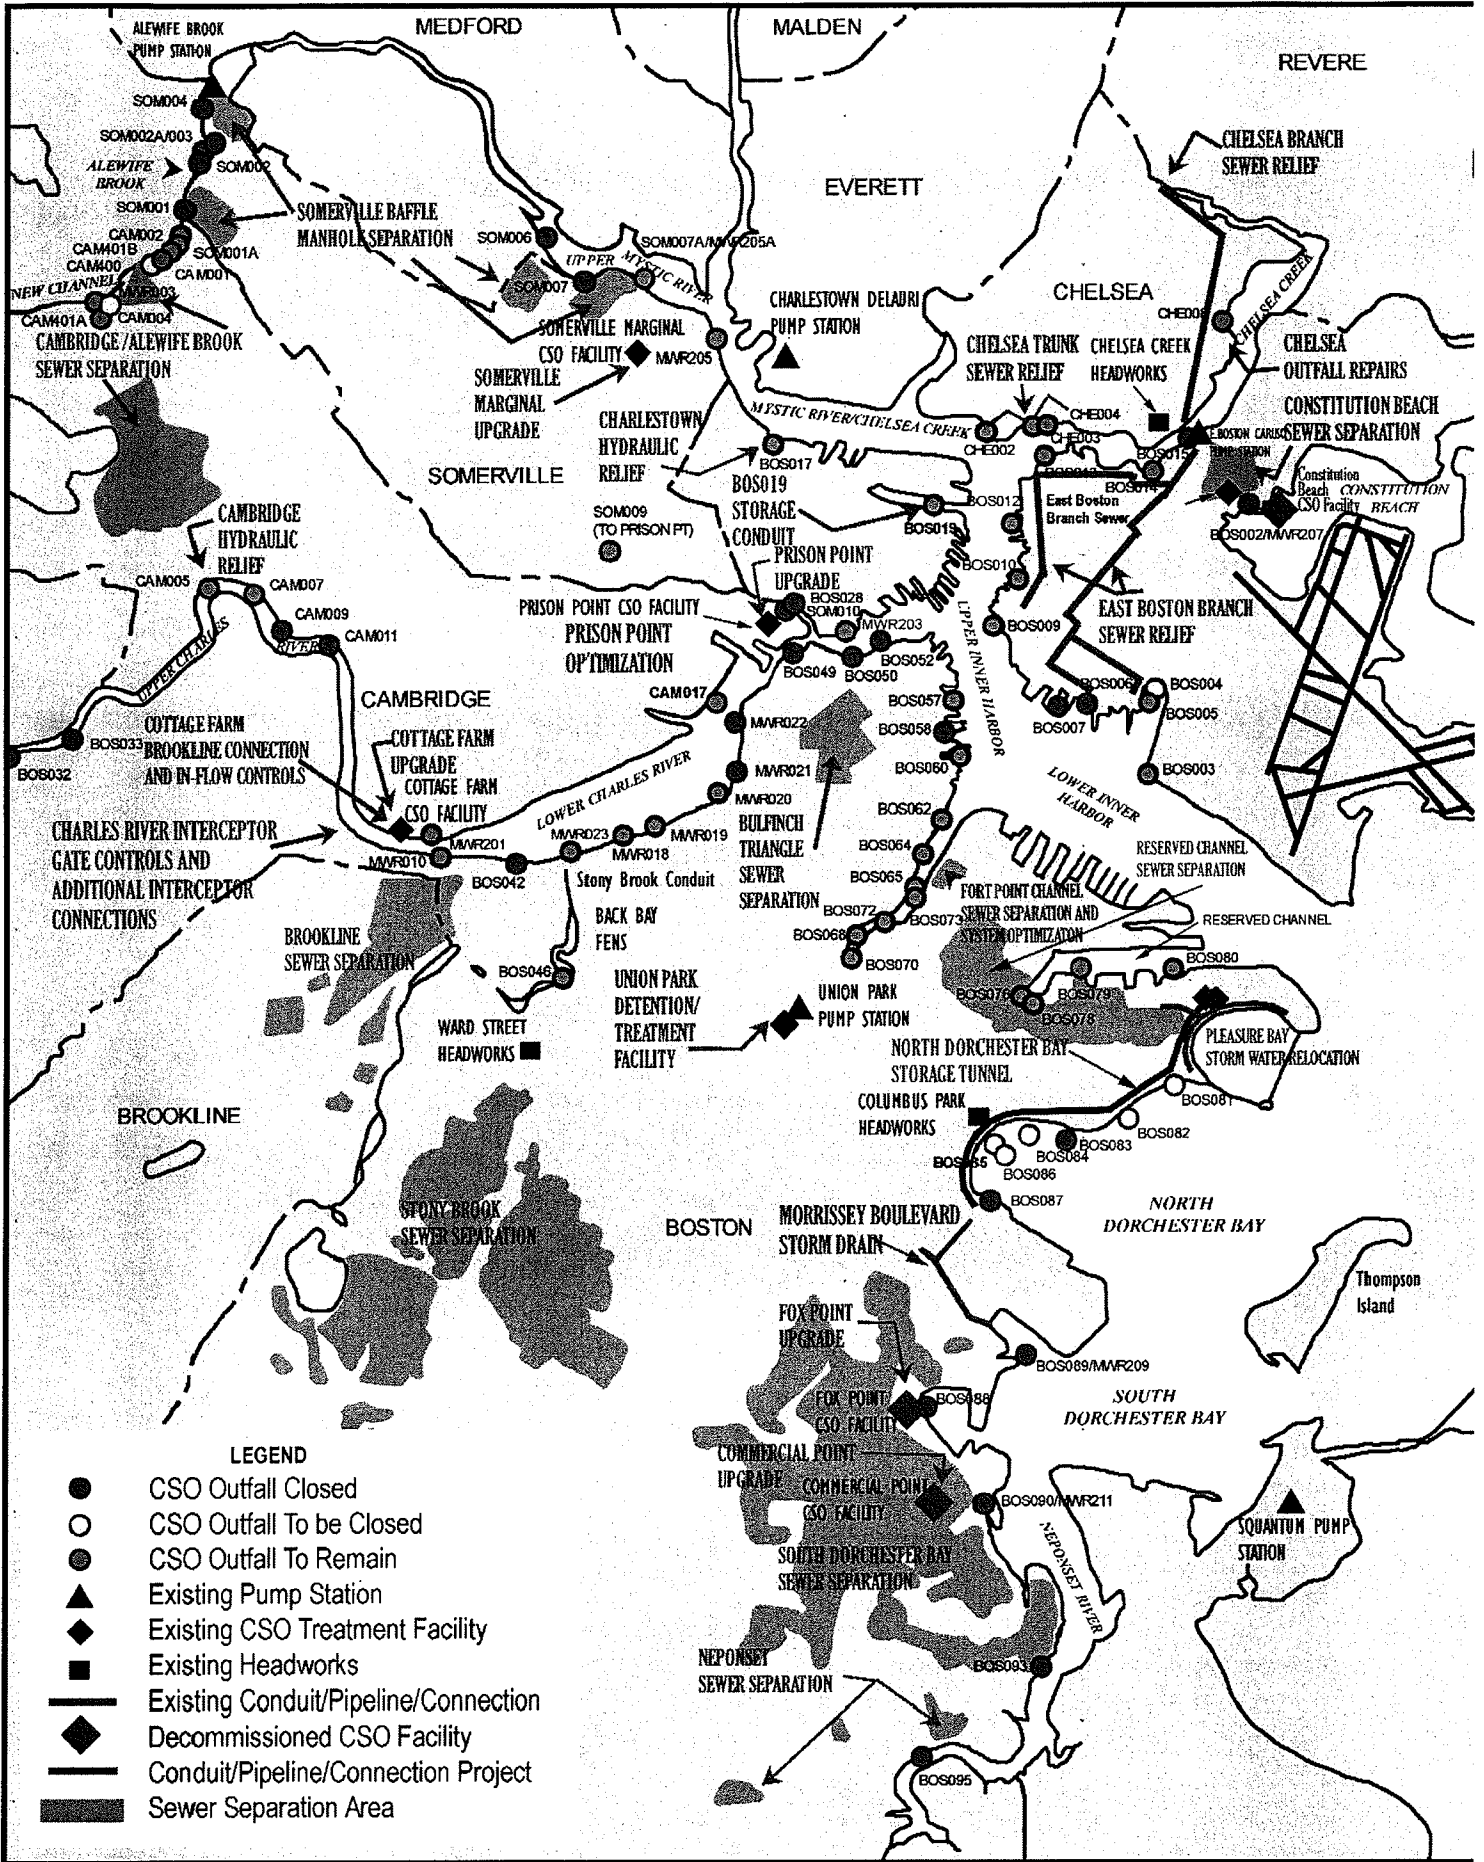 ALEWIFE BROOK
PUMP STATION
MEDFORD
MALDEN
REVERE
SOM004
SOM002A/003
ALEWIFE
BROOK
SOM002
SOM001
CAM002
CAM401B
CAM400
SOM001A
CAM001
NEW CHANNEL
MWR003
CAM401A
CAM004
CAMBRIDGE/ALEWIFE BROOK
SEWER SEPARATION
SOMERVILLE BAFFLE
MANHOLE SEPARATION
SOM006
SOM007A/MWR205A
UPPER MYSTIC RIVER
SOM007
SOMERVILLE MARGINAL
CSO FACILITY
MWR205
SOMERVILLE
MARGINAL
UPGRADE
EVERETT
CHARLESTOWN DELAURI
PUMP STATION
CHELSEA BRANCH
SEWER RELIEF
CHELSEA
CHE008
CHELSEA CREEK
CHELSEA
OUTFALL REPAIRS
CHELSEA TRUNK
SEWER RELIEF
CHELSEA CREEK
HEADWORKS
CONSTITUTION BEACH
SEWER SEPARATION
MYSTIC RIVER/CHELSEA CREEK
CHE004
CHE003
CHE002
CHARLESTOWN
HYDRAULIC
RELIEF
BOS017
SOMERVILLE
BOS019
STORAGE
CONDUIT
BOS019
BOS012
BOS013
BOS014
BOS015
E.BOSTON CARUSO
PUMP STATION
East Boston
Branch Sewer
Constitution
Beach
CSO Facility
CONSTITUTION
BEACH
BOS002/MWR207
SOM009
(TO PRISON PT)
CAMBRIDGE
HYDRAULIC
RELIEF
CAM005
CAM007
CAM009
CAM011
UPPER CHARLES
RIVER
PRISON POINT
UPGRADE
PRISON POINT CSO FACILITY
PRISON POINT
OPTIMIZATION
BOS028
SOM010
MWR203
BOS052
BOS050
BOS049
BOS010
BOS009
EAST BOSTON BRANCH
SEWER RELIEF
UPPER INNER HARBOR
CAMBRIDGE
CAM017
MWR022
MWR021
MWR020
MWR019
MWR018
MWR023
LOWER CHARLES RIVER
BOS057
BOS058
BOS060
BOS062
BOS064
BOS065
BOS006
BOS007
BOS004
BOS005
BOS003
LOWER INNER
HARBOR
BOS033
BOS032
COTTAGE FARM
BROOKLINE CONNECTION
AND IN-FLOW CONTROLS
COTTAGE FARM
UPGRADE
COTTAGE FARM
CSO FACILITY
MWR201
MWR010
BOS042
CHARLES RIVER INTERCEPTOR
GATE CONTROLS AND
ADDITIONAL INTERCEPTOR
CONNECTIONS
Stony Brook Conduit
BULFINCH
TRIANGLE
SEWER
SEPARATION
BACK BAY
FENS
BROOKLINE
SEWER SEPARATION
BOS046
BOS072
BOS073
BOS068
BOS070
FORT POINT CHANNEL
SEWER SEPARATION AND
SYSTEM OPTIMIZATON
RESERVED CHANNEL
SEWER SEPARATION
RESERVED CHANNEL
BOS080
BOS079
BOS076
BOS078
WARD STREET
HEADWORKS
UNION PARK
DETENTION/
TREATMENT
FACILITY
UNION PARK
PUMP STATION
NORTH DORCHESTER BAY
STORAGE TUNNEL
PLEASURE BAY
STORM WATER RELOCATION
COLUMBUS PARK
HEADWORKS
BOS081
BOS082
BOS083
BOS084
BOS085
BOS086
BOS087
BROOKLINE
STONY BROOK
SEWER SEPARATION
BOSTON
MORRISSEY BOULEVARD
STORM DRAIN
NORTH
DORCHESTER BAY
Thompson
Island
FOX POINT
UPGRADE
BOS089/MWR209
FOX POINT
CSO FACILITY
BOS088
SOUTH
DORCHESTER BAY
COMMERCIAL POINT
UPGRADE
COMMERCIAL POINT
CSO FACILITY
BOS090/MWR211
SOUTH DORCHESTER BAY
SEWER SEPARATION
NEPONSET RIVER
SQUANTUM PUMP
STATION
NEPONSET
SEWER SEPARATION
BOS093
BOS095
LEGEND
CSO Outfall Closed
CSO Outfall To be Closed
CSO Outfall To Remain
Existing Pump Station
Existing CSO Treatment Facility
Existing Headworks
Existing Conduit/Pipeline/Connection
Decommissioned CSO Facility
Conduit/Pipeline/Connection Project
Sewer Separation Area